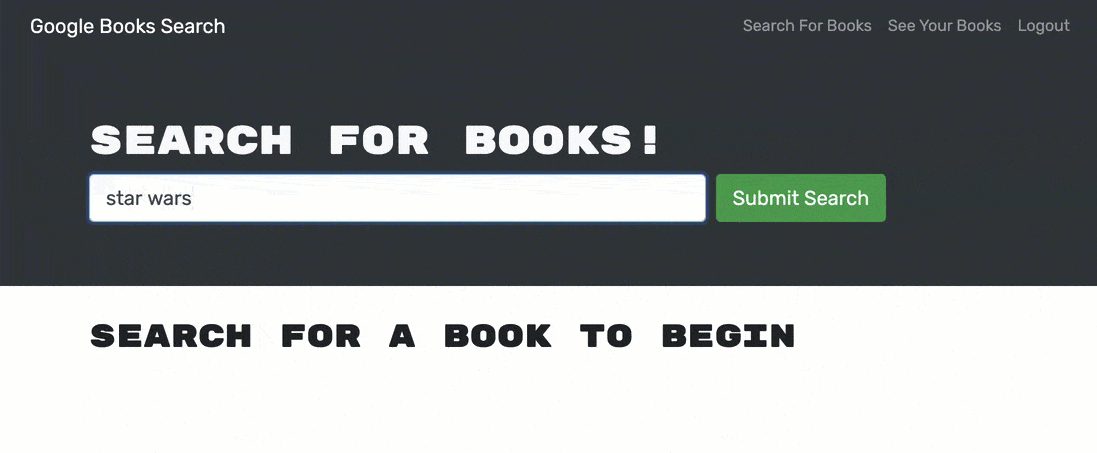 Google Books Search
Search For Books See Your Books Logout
SEARCH FOR BOOKS!
star wars
Submit Search
SEARCH FOR A BOOK TO BEGIN